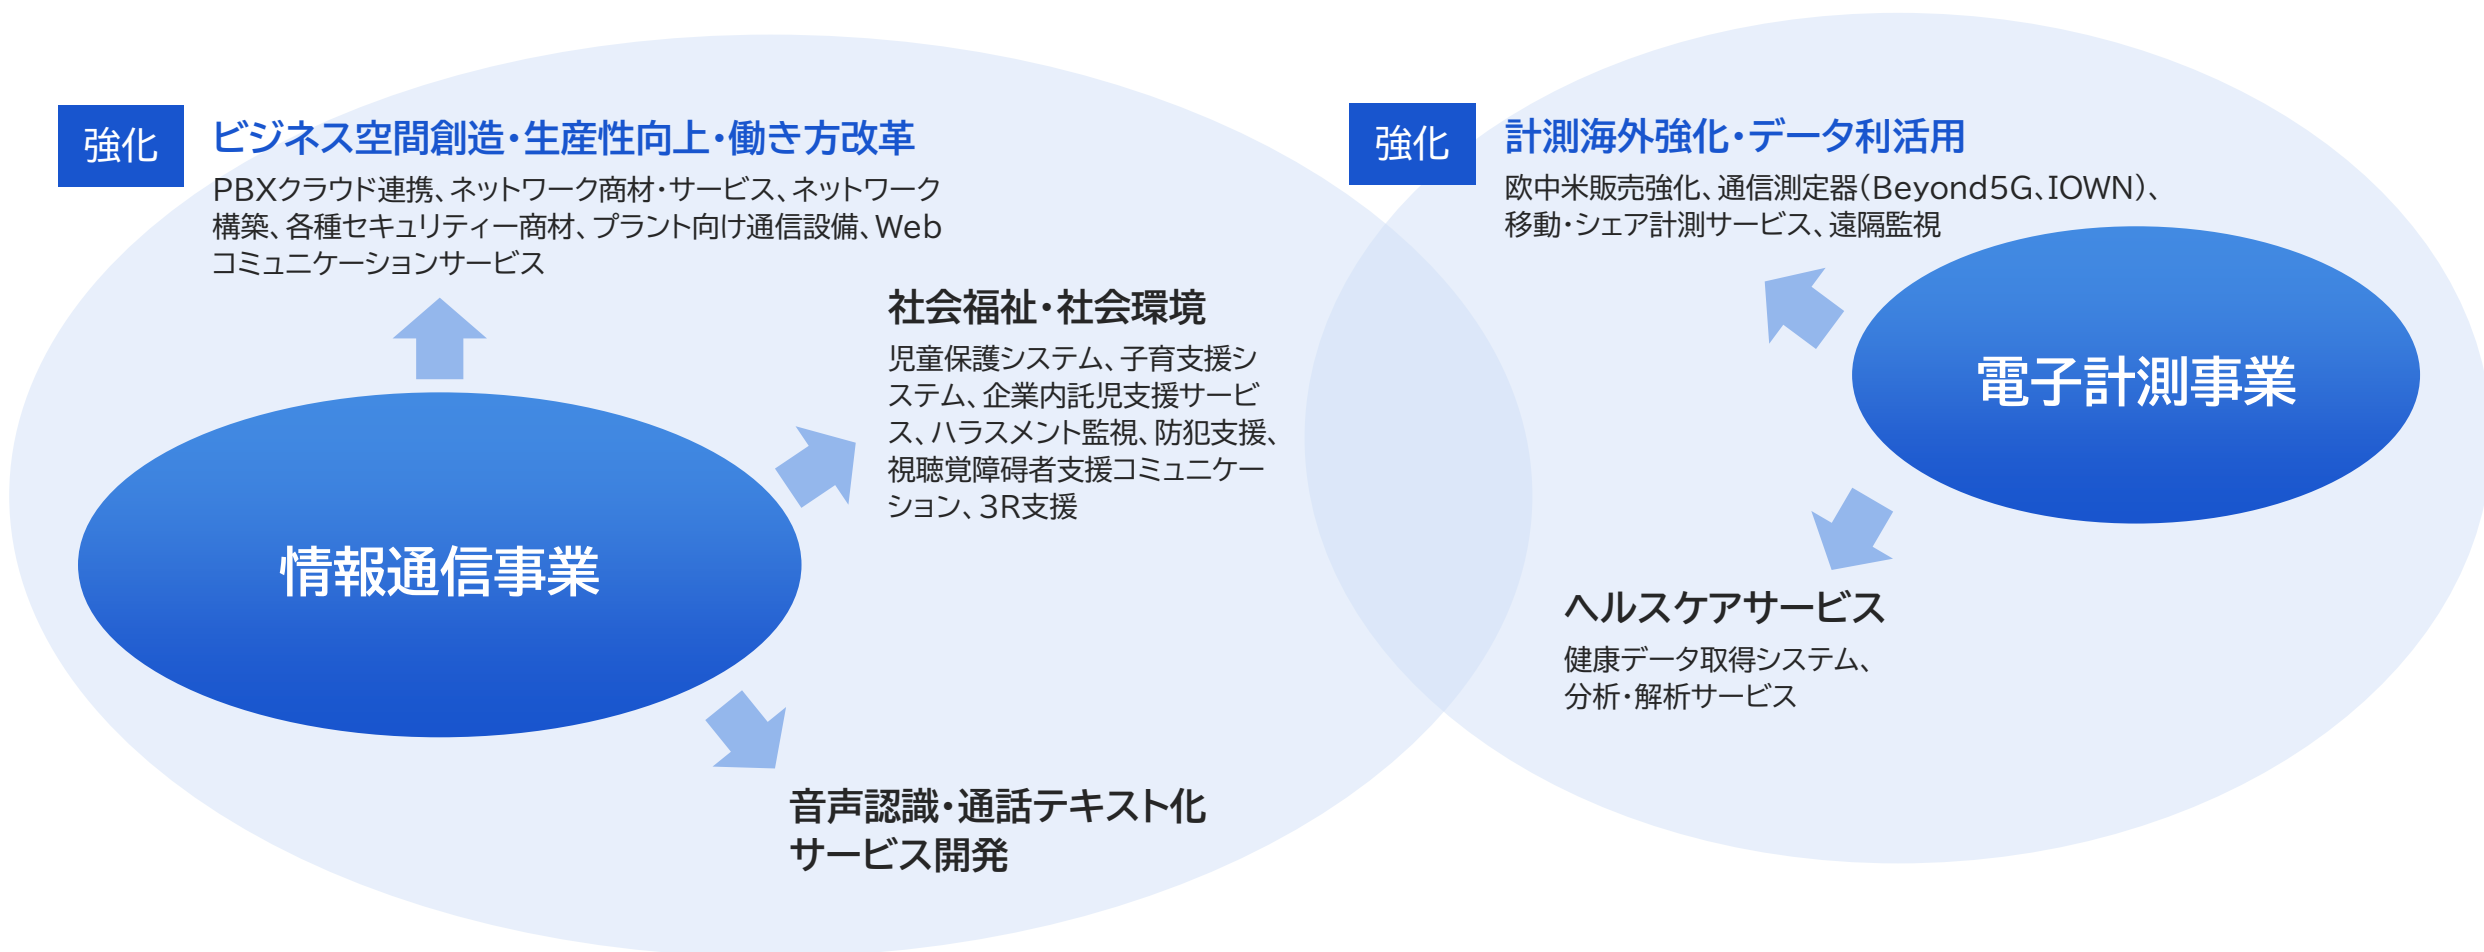 強化
ビジネス空間創造・生産性向上・働き方改革
PBXクラウド連携、ネットワーク商材・サービス、ネットワーク
構築、各種セキュリティー商材、プラント向け通信設備、Web
コミュニケーションサービス
社会福祉・社会環境
児童保護システム、子育支援シ
ステム、企業内託児支援サービ
ス、ハラスメント監視、防犯支援、
視聴覚障碍者支援コミュニケー
ション、3R支援
情報通信事業
音声認識・通話テキスト化
サービス開発
強化
計測海外強化・データ利活用
欧中米販売強化、通信測定器(Beyond5G、IOWN)、
移動・シェア計測サービス、遠隔監視
電子計測事業
ヘルスケアサービス
健康データ取得システム、
分析・解析サービス